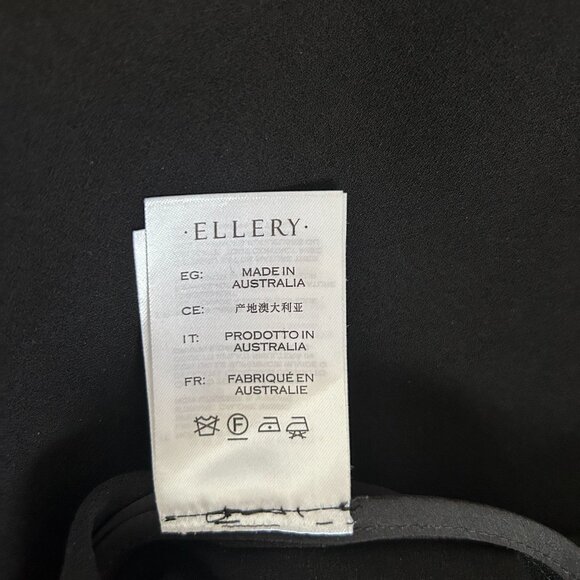 ·ELLERY·
EG: MADE IN
AUSTRALIA
CE: 产地澳大利亚
IT: PRODOTTO IN
AUSTRALIA
FR: FABRIQUÉ EN
AUSTRALIE
F